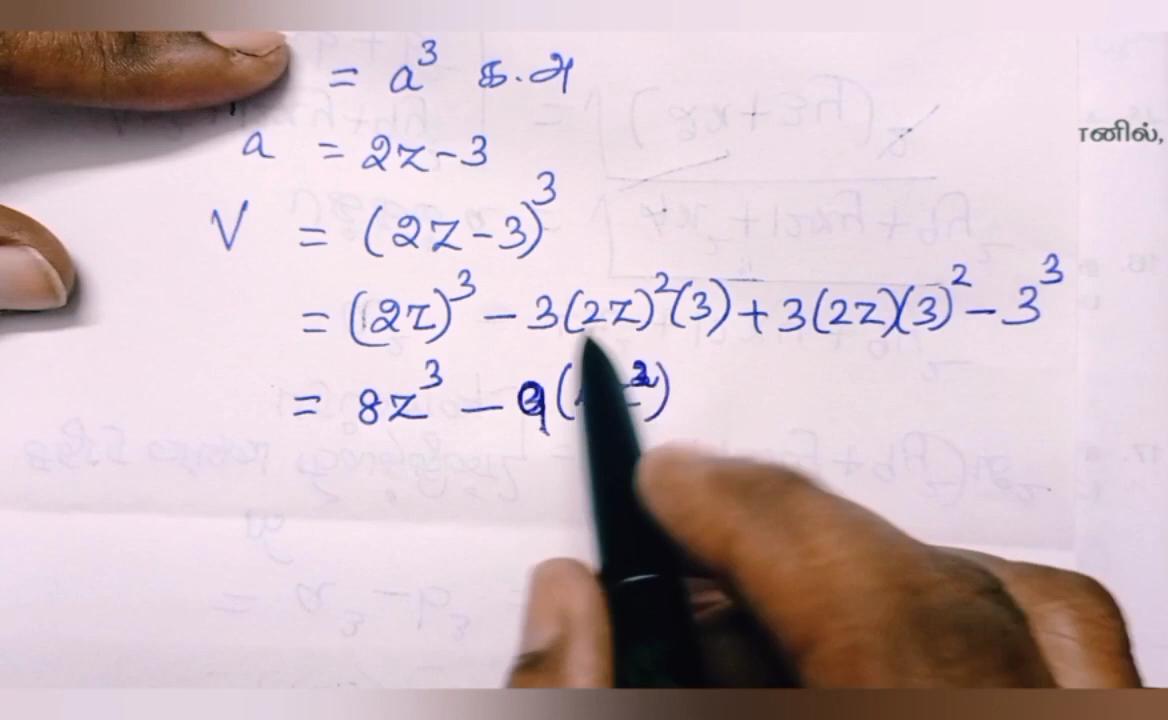 = a³ க.அ
a = 2z-3
ரனில்,
V = (2z-3)³
= (2z)³ - 3(2z)²(3) + 3(2z)(3)² - 3³
= 8z³ - 9(